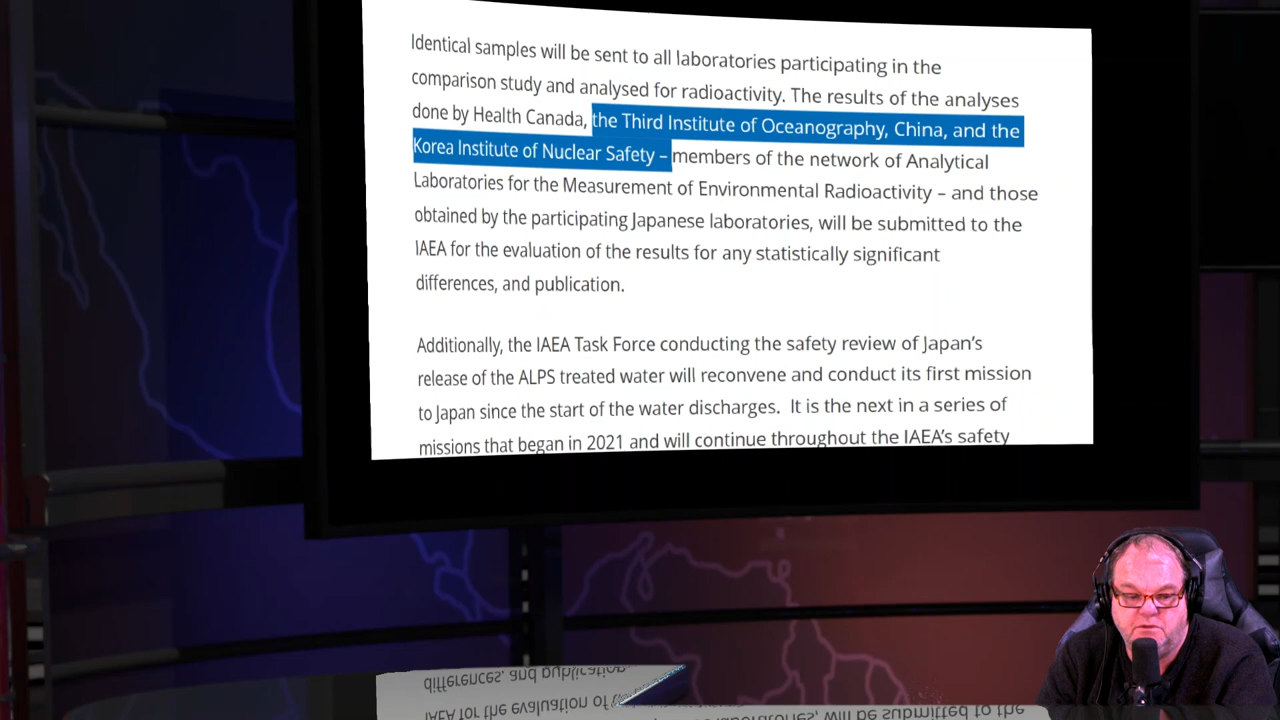 Identical samples will be sent to all laboratories participating in the
comparison study and analysed for radioactivity. The results of the analyses
done by Health Canada, the Third Institute of Oceanography, China, and the
Korea Institute of Nuclear Safety – members of the network of Analytical
Laboratories for the Measurement of Environmental Radioactivity – and those
obtained by the participating Japanese laboratories, will be submitted to the
IAEA for the evaluation of the results for any statistically significant
differences, and publication.
Additionally, the IAEA Task Force conducting the safety review of Japan’s
release of the ALPS treated water will reconvene and conduct its first mission
to Japan since the start of the water discharges. It is the next in a series of
missions that began in 2021 and will continue throughout the IAEA’s safety